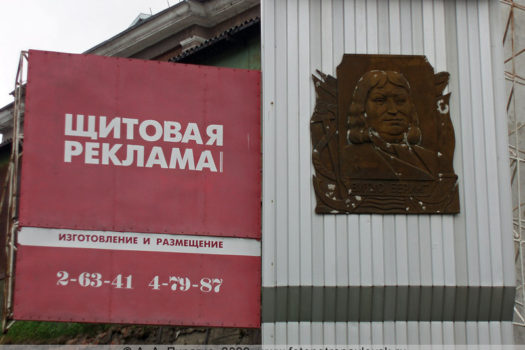 ЩИТОВАЯ
РЕКЛАМА
ИЗГОТОВЛЕНИЕ И РАЗМЕЩЕНИЕ
2-63-41 4-79-87